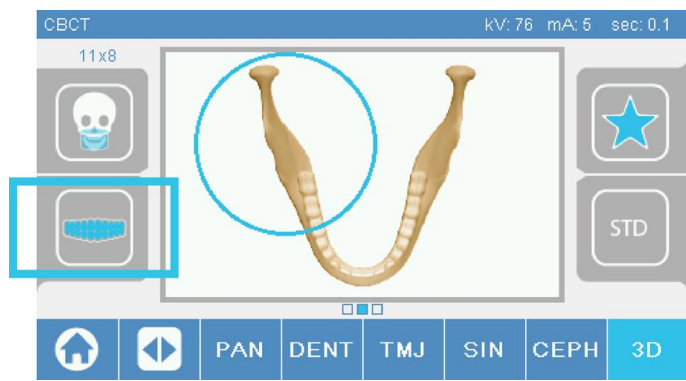 CBCT kV: 76 mA: 5 sec: 0.1
11x8
STD
PAN DENT TMJ SIN CEPH 3D